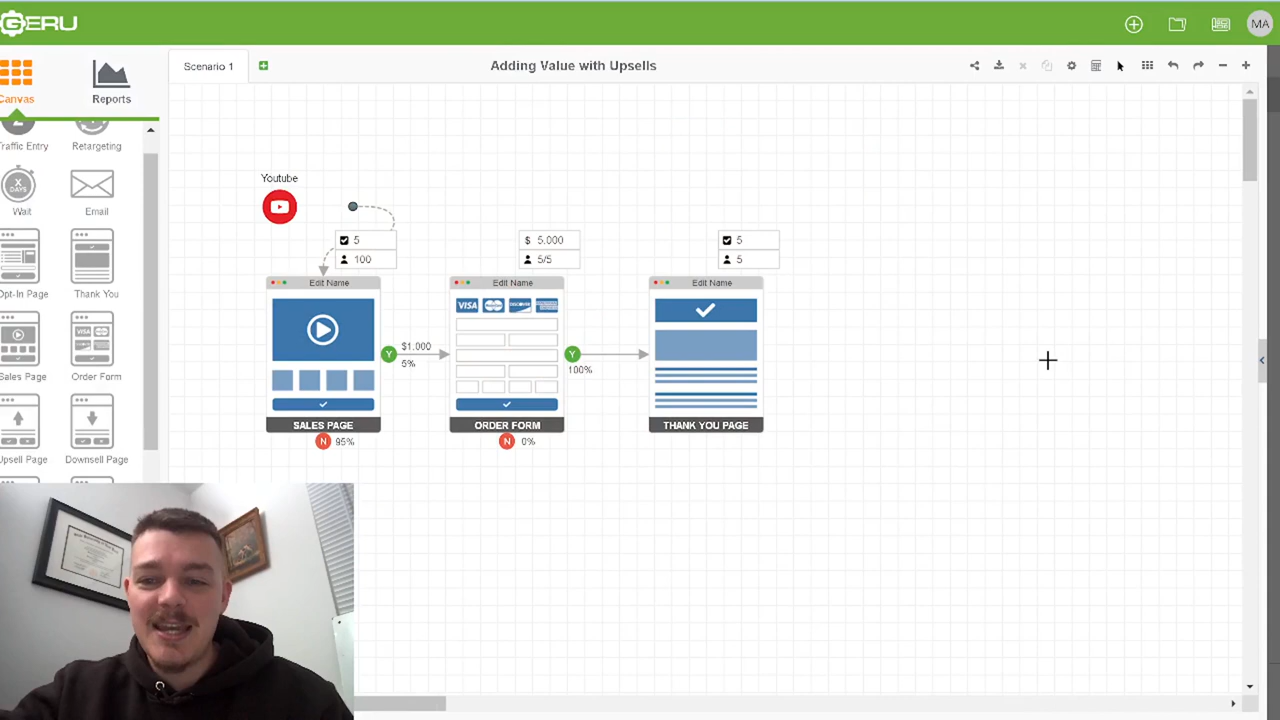 GERU
MA
Canvas
Reports
Scenario 1
Adding Value with Upsells
Traffic Entry
Retargeting
X
DAYS
Wait
Email
Opt-In Page
Thank You
VISA
Sales Page
Order Form
Upsell Page
Downsell Page
Youtube
5
100
$ 5.000
5/5
5
5
Edit Name
Edit Name
Edit Name
VISA
DISCOVER
Y
$1.000
5%
Y
100%
SALES PAGE
ORDER FORM
THANK YOU PAGE
N 95%
N 0%